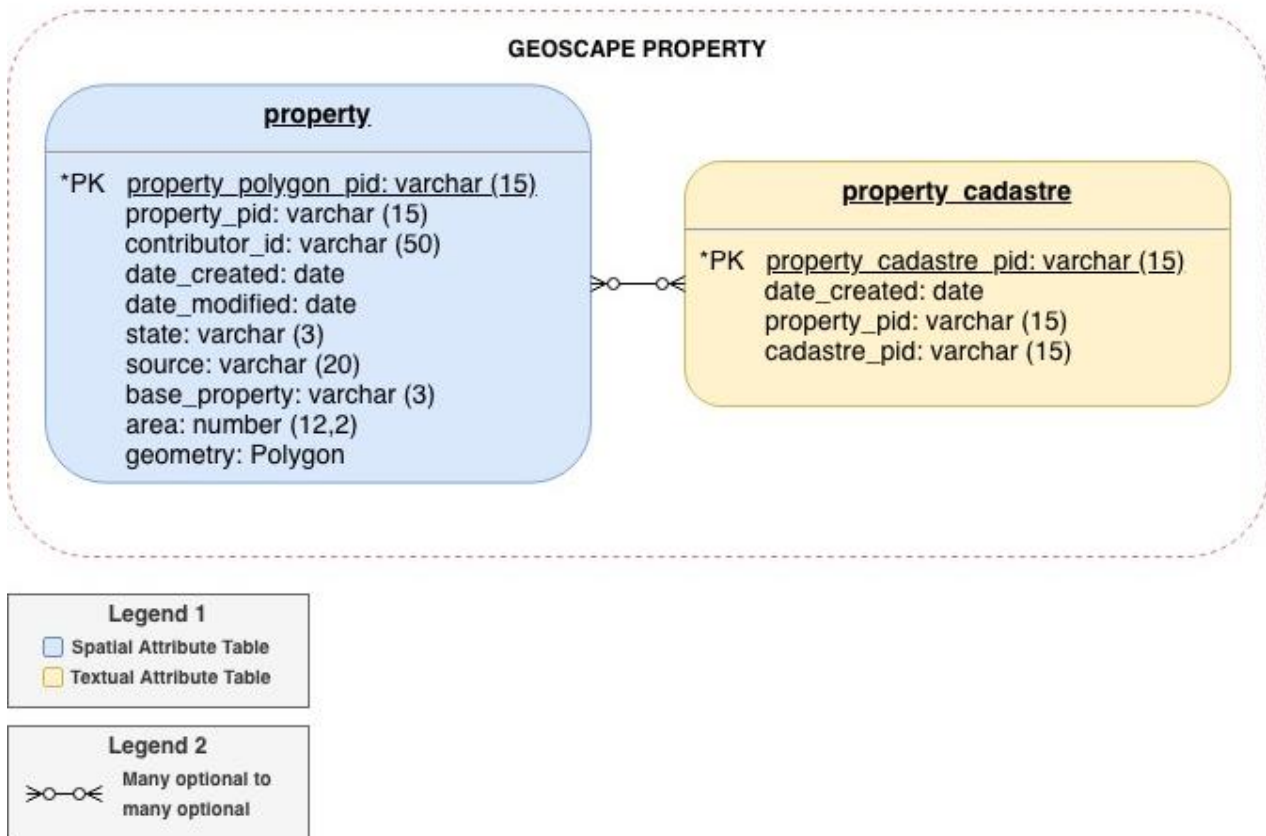 GEOSCAPE PROPERTY
property
*PK property_polygon_pid: varchar (15)
property_pid: varchar (15)
contributor_id: varchar (50)
date_created: date
date_modified: date
state: varchar (3)
source: varchar (20)
base_property: varchar (3)
area: number (12,2)
geometry: Polygon
property_cadastre
*PK property_cadastre_pid: varchar (15)
date_created: date
property_pid: varchar (15)
cadastre_pid: varchar (15)
Legend 1
Spatial Attribute Table
Textual Attribute Table
Legend 2
Many optional to
many optional